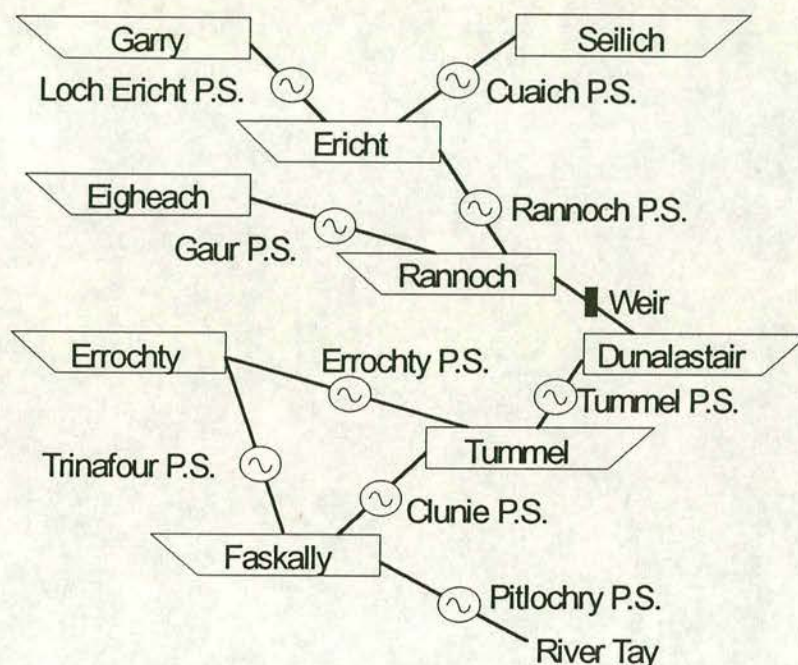 Garry
Seilich
Loch Ericht P.S.
Cuaich P.S.
Ericht
Eigheach
Rannoch P.S.
Gaur P.S.
Rannoch
Weir
Errochty
Errochty P.S.
Dunalastair
Tummel P.S.
Tummel
Trinafour P.S.
Clunie P.S.
Faskally
Pitlochry P.S.
River Tay